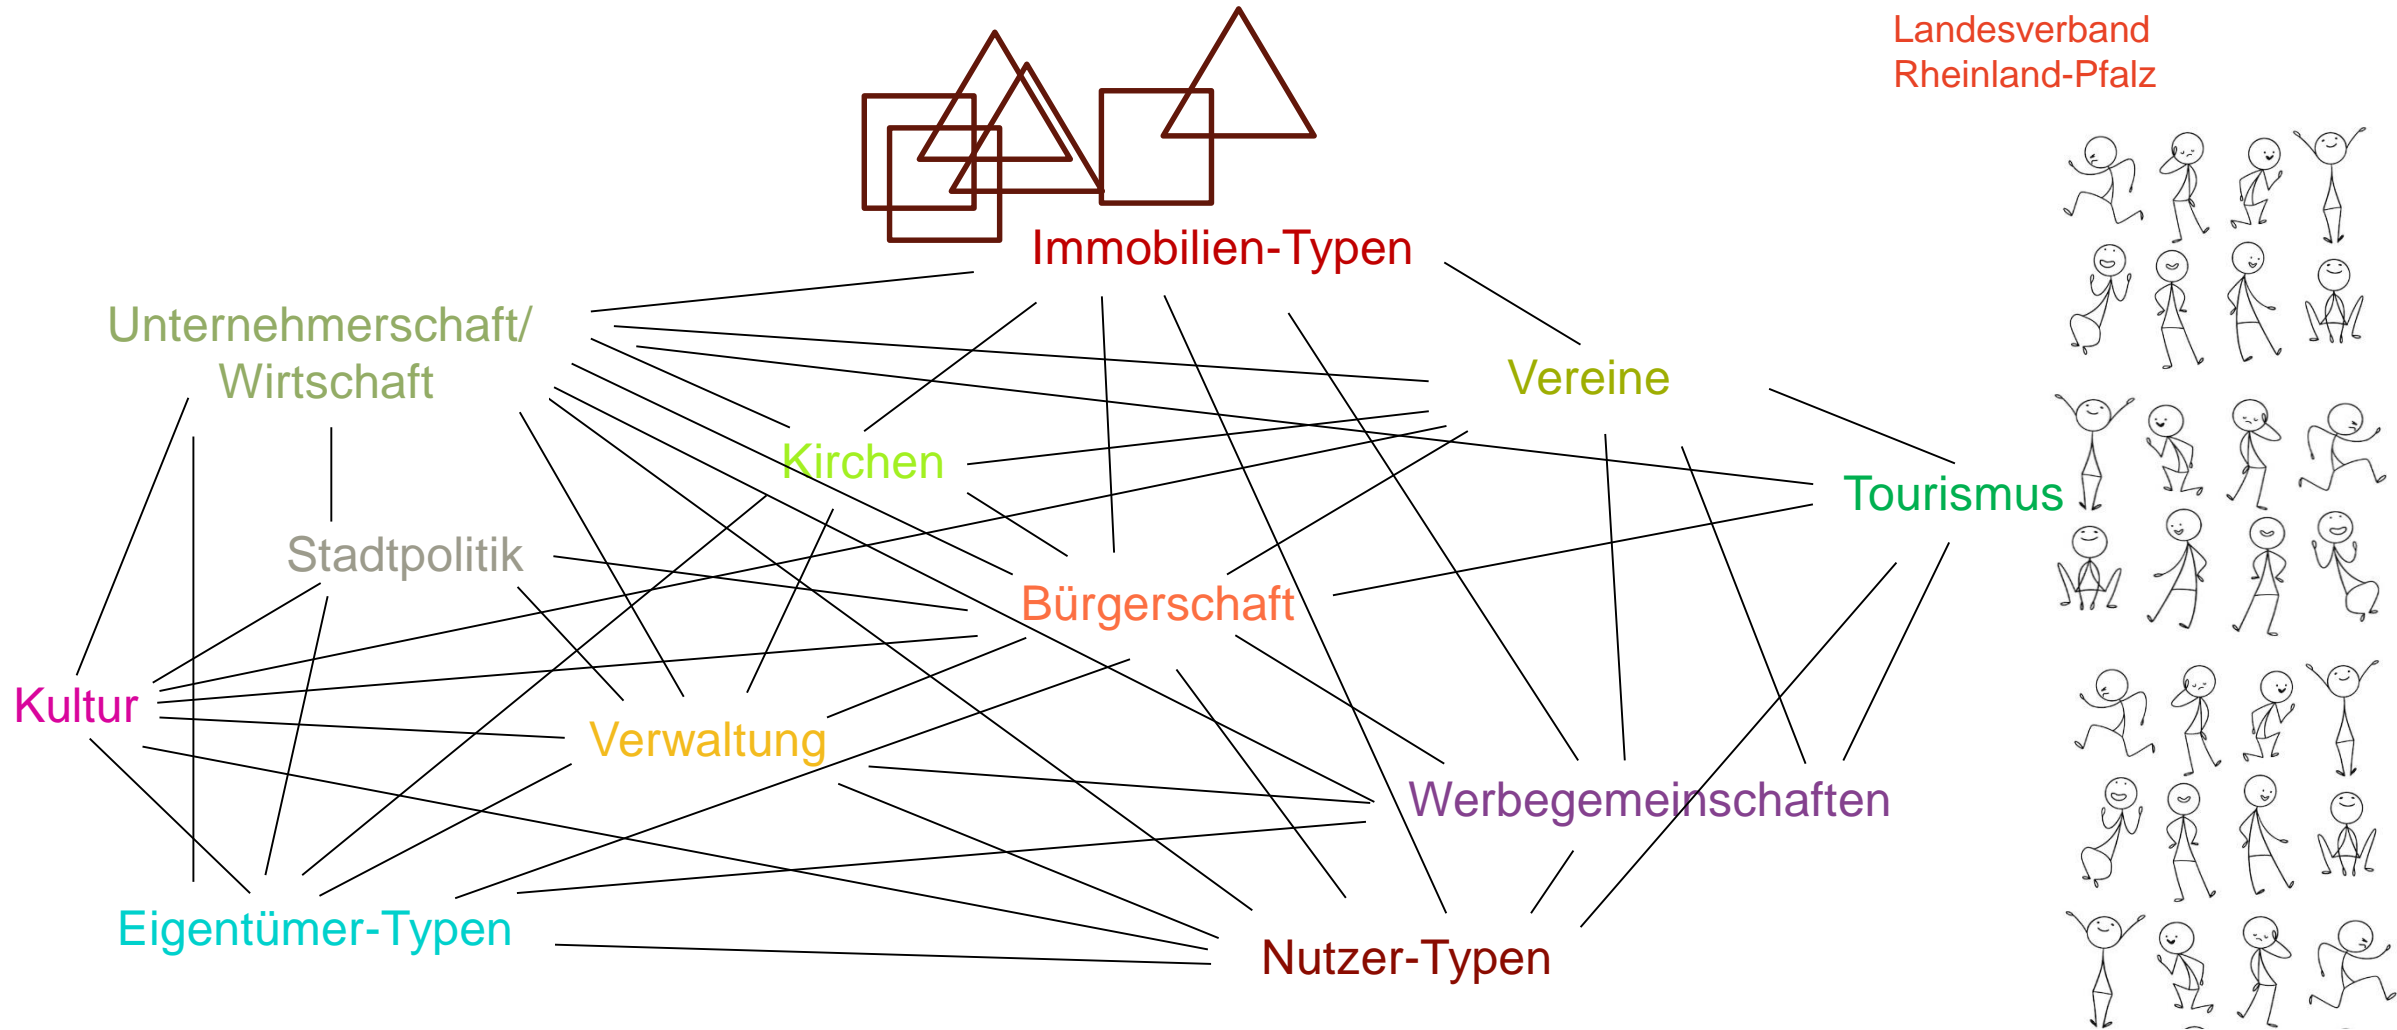 Landesverband
Rheinland-Pfalz
Immobilien-Typen
Unternehmerschaft/
Wirtschaft
Vereine
Kirchen
Tourismus
Stadtpolitik
Bürgerschaft
Kultur
Verwaltung
Werbegemeinschaften
Eigentümer-Typen
Nutzer-Typen